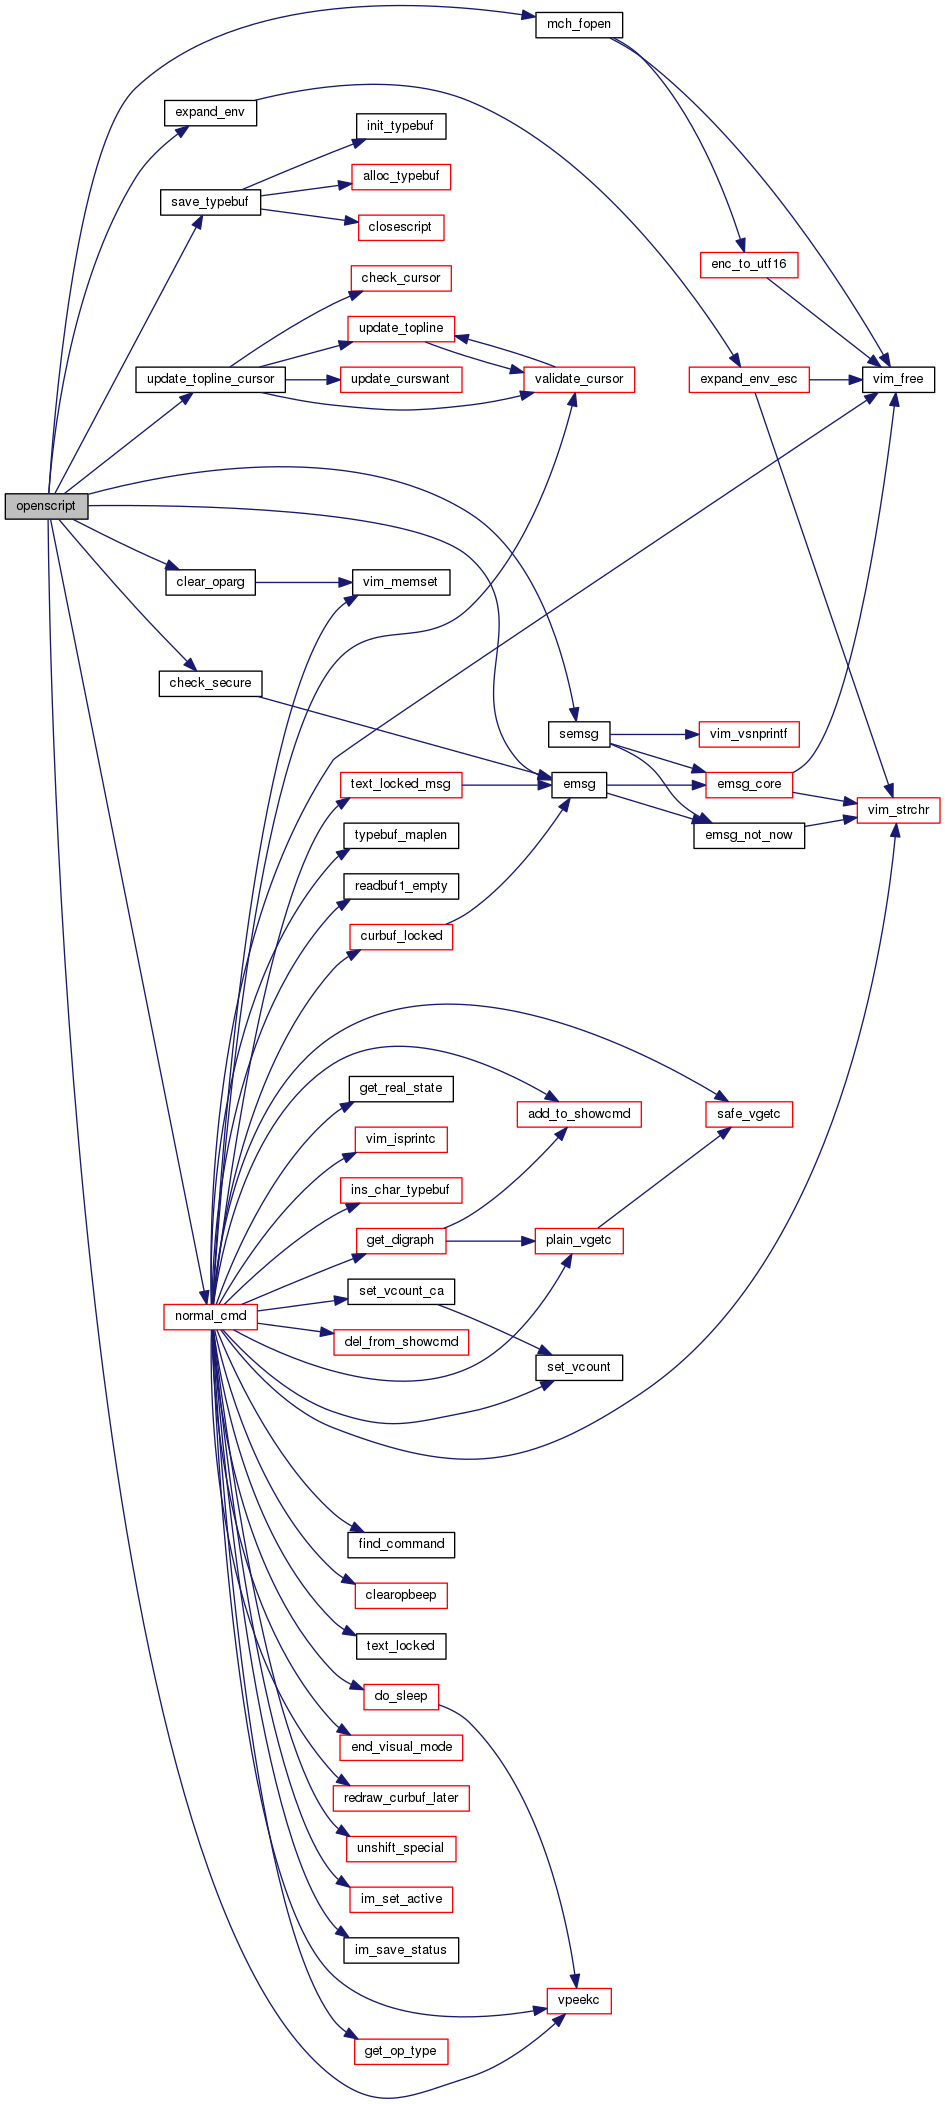 mch_fopen
expand_env
init_typebuf
alloc_typebuf
save_typebuf
closescript
enc_to_utf16
check_cursor
update_topline
update_topline_cursor
update_curswant
validate_cursor
expand_env_esc
vim_free
openscript
clear_oparg
vim_memset
check_secure
semsg
vim_vsnprintf
text_locked_msg
emsg
emsg_core
vim_strchr
typebuf_maplen
emsg_not_now
readbuf1_empty
curbuf_locked
get_real_state
add_to_showcmd
safe_vgetc
vim_isprintc
ins_char_typebuf
get_digraph
plain_vgetc
set_vcount_ca
normal_cmd
del_from_showcmd
set_vcount
find_command
clearopbeep
text_locked
do_sleep
end_visual_mode
redraw_curbuf_later
unshift_special
im_set_active
im_save_status
vpeekc
get_op_type